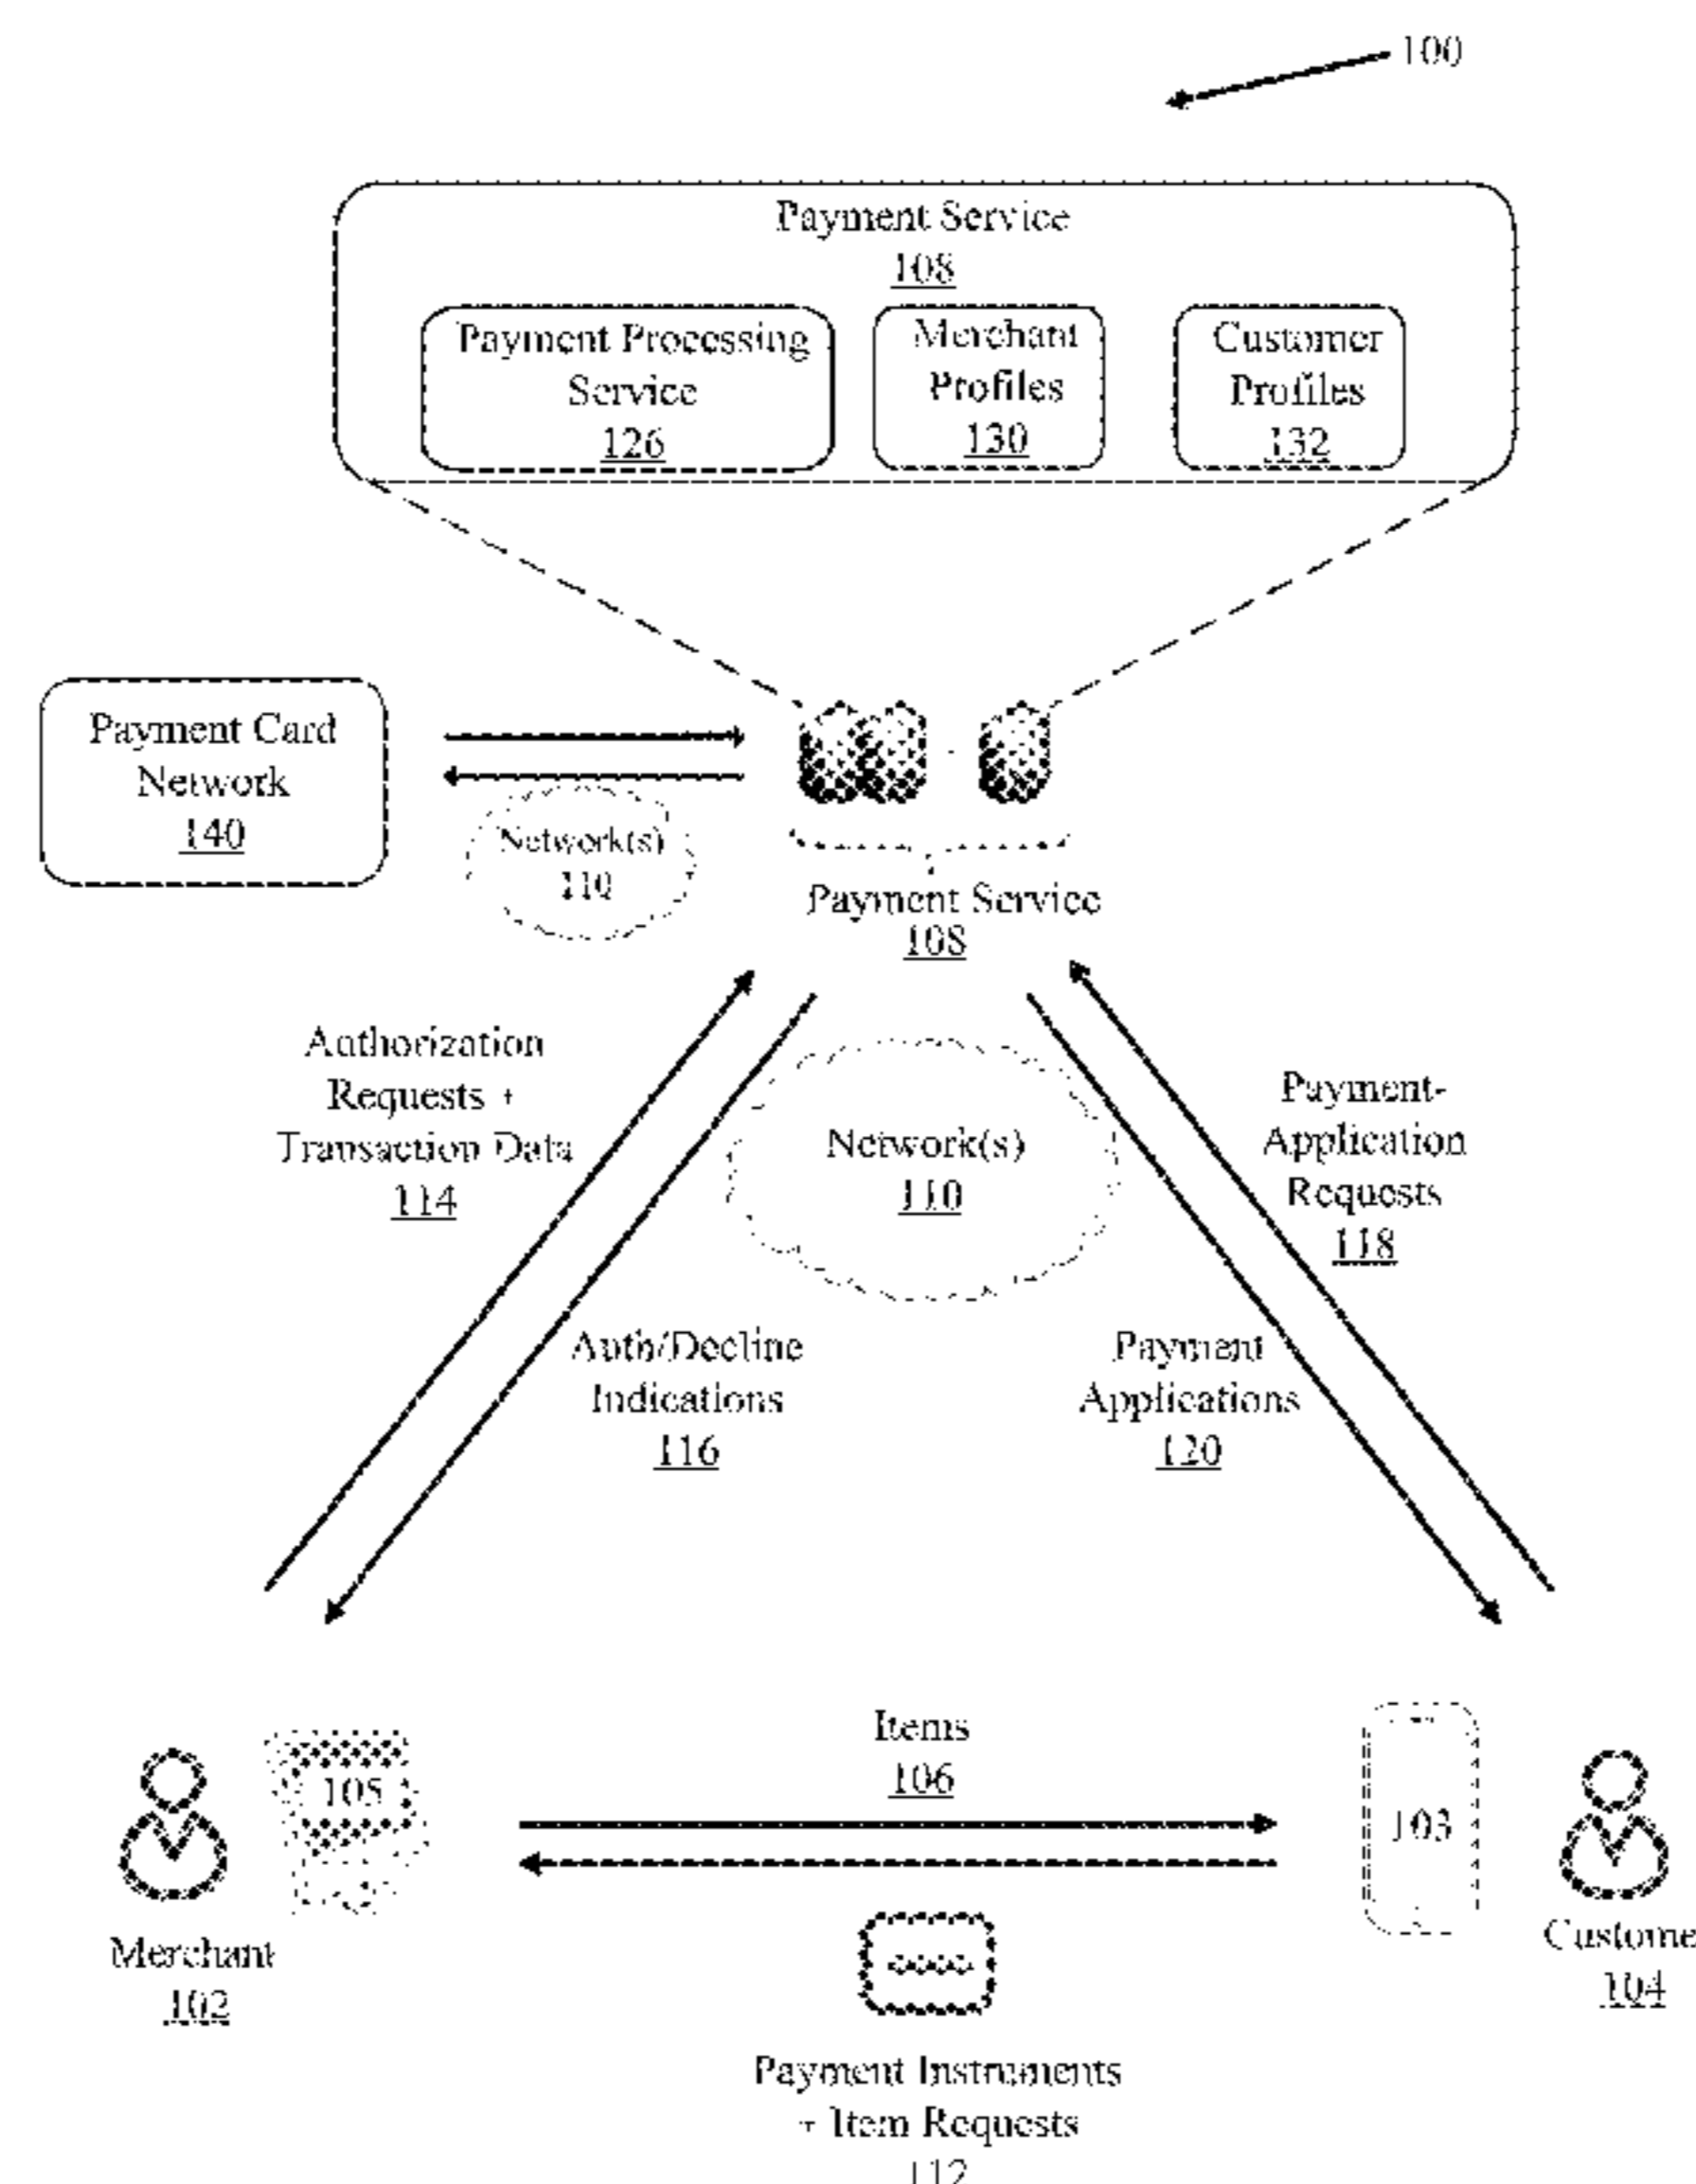 100
Payment Service
108
Payment Processing
Service
126
Merchant
Profiles
130
Customer
Profiles
132
Payment Card
Network
140
Network(s)
110
Payment Service
108
Authorization
Requests +
Transaction Data
114
Network(s)
110
Payment-
Application
Requests
118
Auth/Decline
Indications
116
Payment
Applications
120
Items
106
105
103
Merchant
102
Custome
104
Payment Instruments
+ Item Requests
112